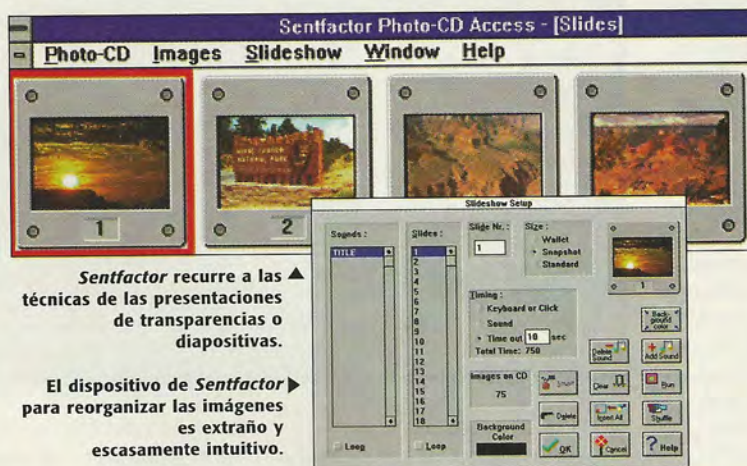 Sentfactor Photo-CD Access - [Slides]
Photo-CD Images Slideshow Window Help
1 2
Slideshow Setup
Sounds :
TITLE
Slides :
1
2
3
4
5
6
7
8
9
10
11
12
13
14
15
16
17
18
Loop
Loop
Slide Nr. :
1
Size :
Wallet
Snapshot
Standard
1
Timing :
Keyboard or Click
Sound
Time out 10 sec
Total Time: 750
Back-
ground
color
Delete
Sound
Add Sound
Images on CD
75
Clear
Run
Delete
Insert All
Shuffle
Background
Color
OK
Cancel
? Help
Sentfactor recurre a las ▲
técnicas de las presentaciones
de transparencias o
diapositivas.
El dispositivo de Sentfactor ▶
para reorganizar las imágenes
es extraño y
escasamente intuitivo.